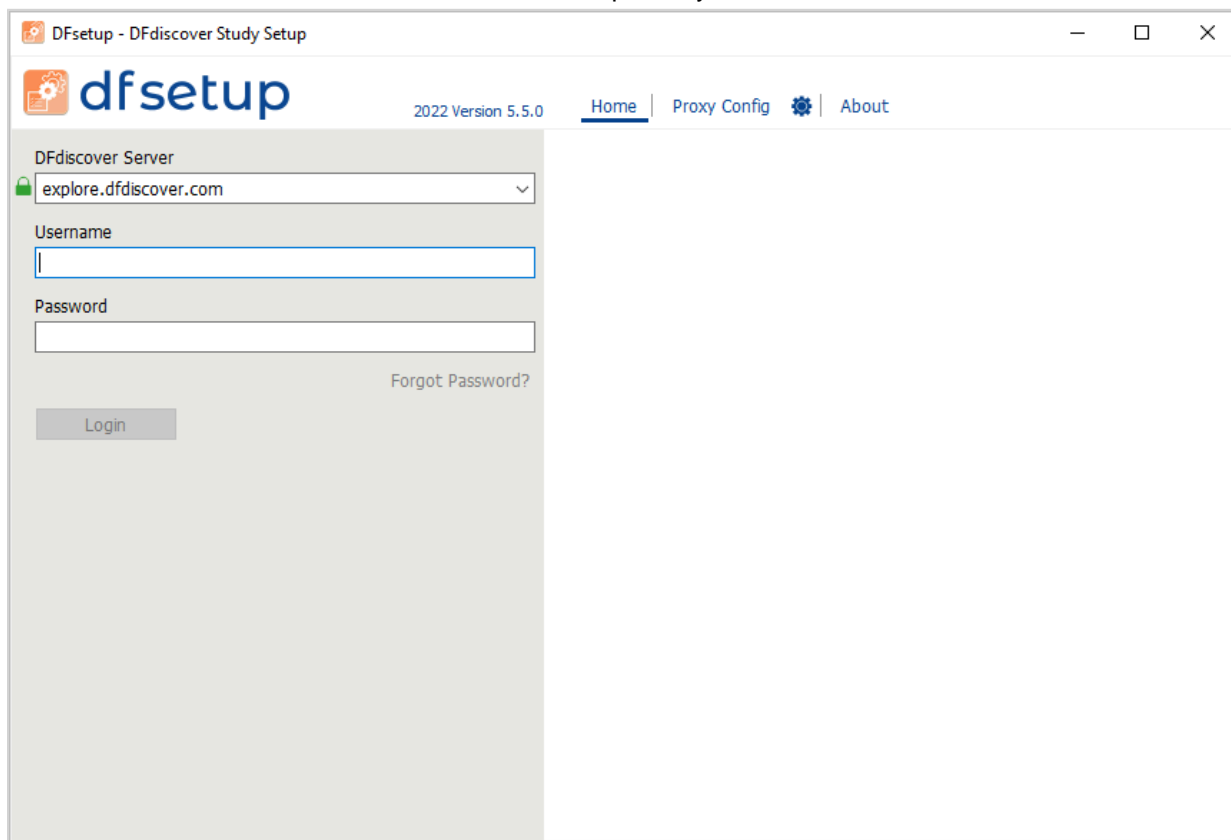 DFsetup - DFdiscover Study Setup
dfsetup
2022 Version 5.5.0 Home Proxy Config About
DFdiscover Server
explore.dfdiscover.com
Username
Password
Forgot Password?
Login